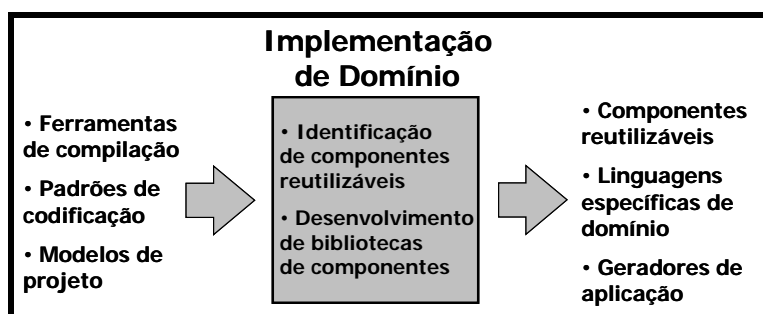 Implementação
de Domínio
• Ferramentas
de compilação
• Padrões de
codificação
• Modelos de
projeto
• Identificação
de componentes
reutilizáveis
• Desenvolvimento
de bibliotecas
de componentes
• Componentes
reutilizáveis
• Linguagens
específicas de
domínio
• Geradores de
aplicação